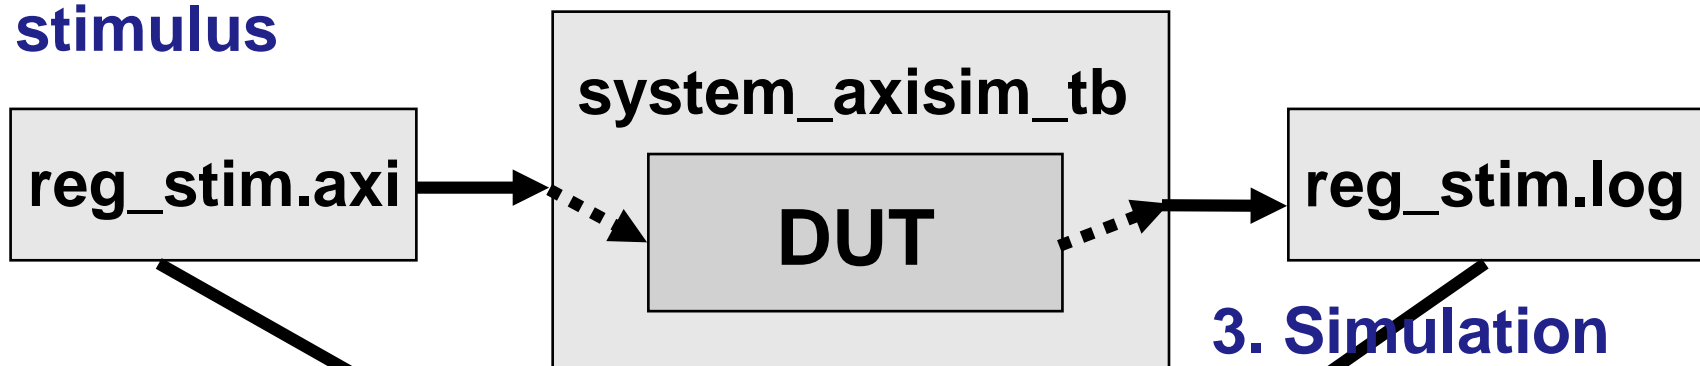 stimulus
system_axisim_tb
reg_stim.axi
DUT
reg_stim.log
3. Simulation